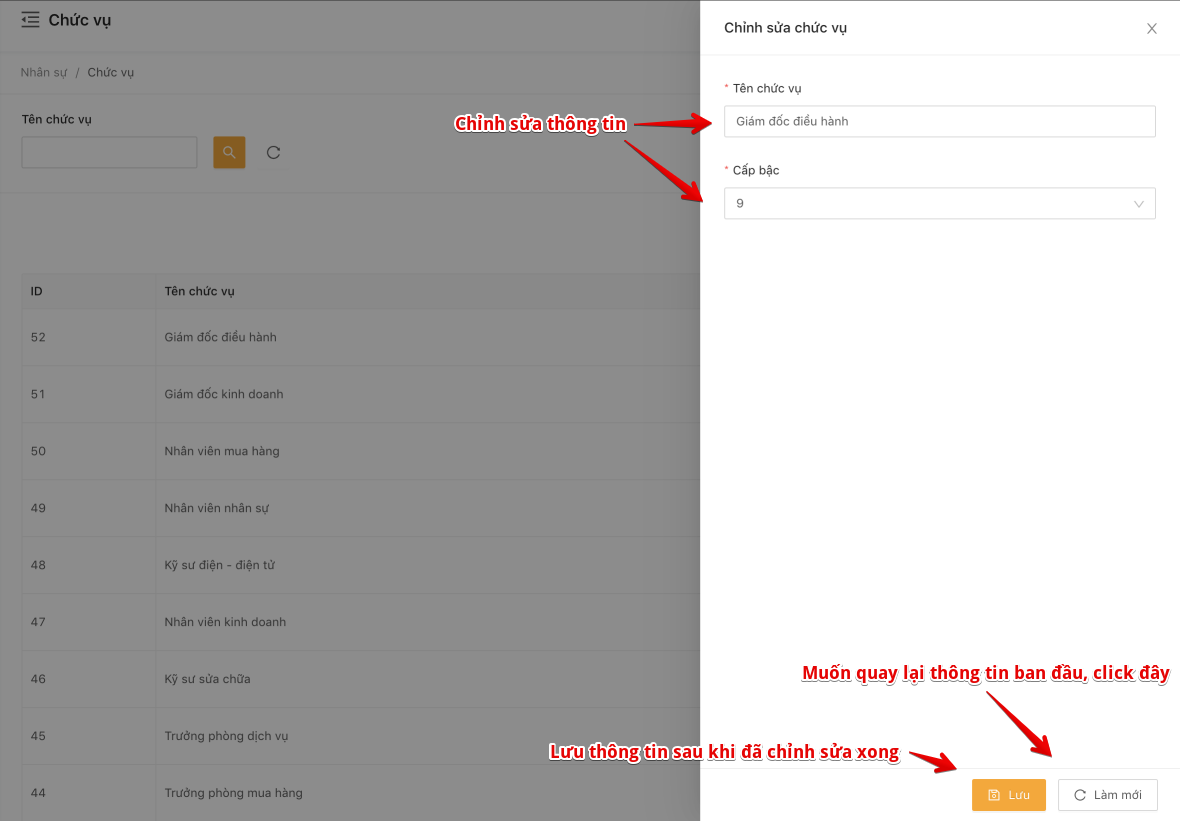 Chức vụ
Nhân sự / Chức vụ
Tên chức vụ
ID Tên chức vụ
52 Giám đốc điều hành
51 Giám đốc kinh doanh
50 Nhân viên mua hàng
49 Nhân viên nhân sự
48 Kỹ sư điện - điện tử
47 Nhân viên kinh doanh
46 Kỹ sư sửa chữa
45 Trưởng phòng dịch vụ
44 Trưởng phòng mua hàng
Chỉnh sửa chức vụ
* Tên chức vụ
Chỉnh sửa thông tin
Giám đốc điều hành
* Cấp bậc
9
Muốn quay lại thông tin ban đầu, click đây
Lưu thông tin sau khi đã chỉnh sửa xong
Lưu
Làm mới